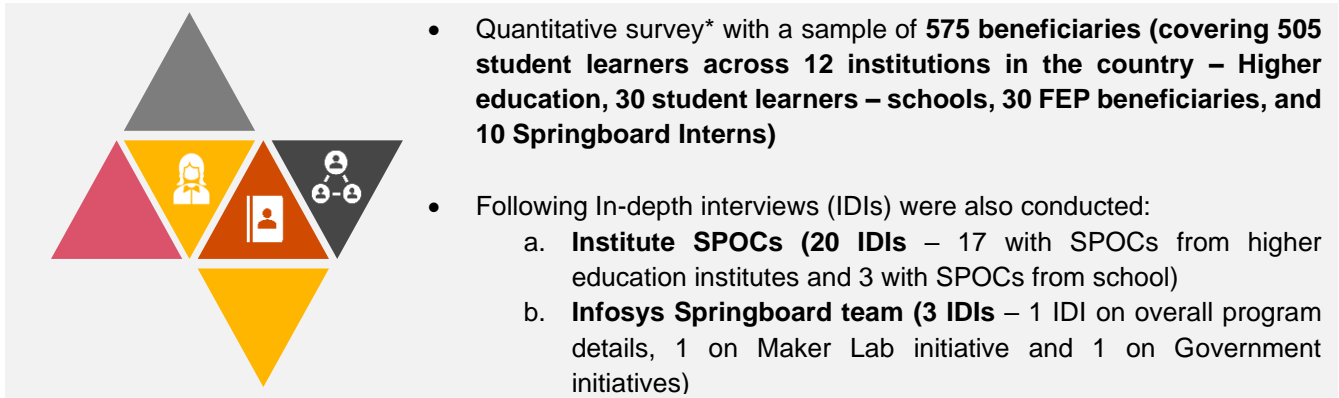 • Quantitative survey* with a sample of 575 beneficiaries (covering 505
student learners across 12 institutions in the country – Higher
education, 30 student learners – schools, 30 FEP beneficiaries, and
10 Springboard Interns)
• Following In-depth interviews (IDIs) were also conducted:
a. Institute SPOCs (20 IDIs – 17 with SPOCs from higher
education institutes and 3 with SPOCs from school)
b. Infosys Springboard team (3 IDIs – 1 IDI on overall program
details, 1 on Maker Lab initiative and 1 on Government
initiatives)